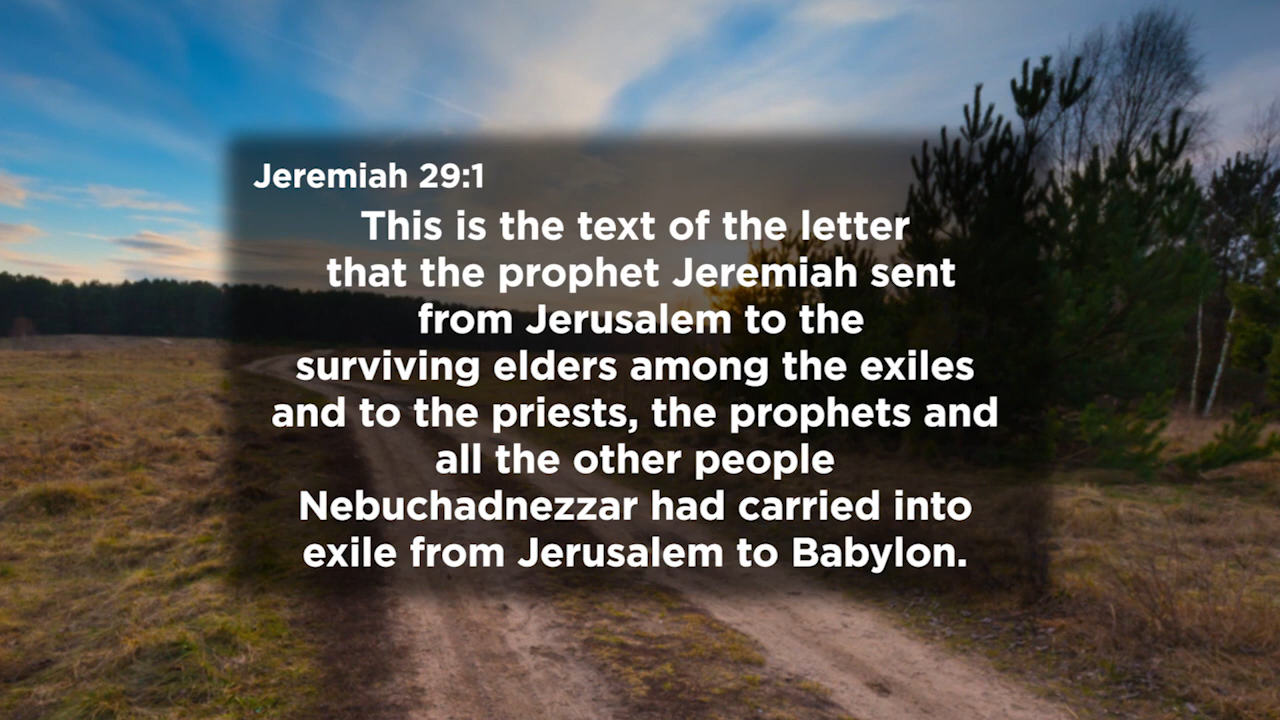 Jeremiah 29:1
This is the text of the letter
that the prophet Jeremiah sent
from Jerusalem to the
surviving elders among the exiles
and to the priests, the prophets and
all the other people
Nebuchadnezzar had carried into
exile from Jerusalem to Babylon.